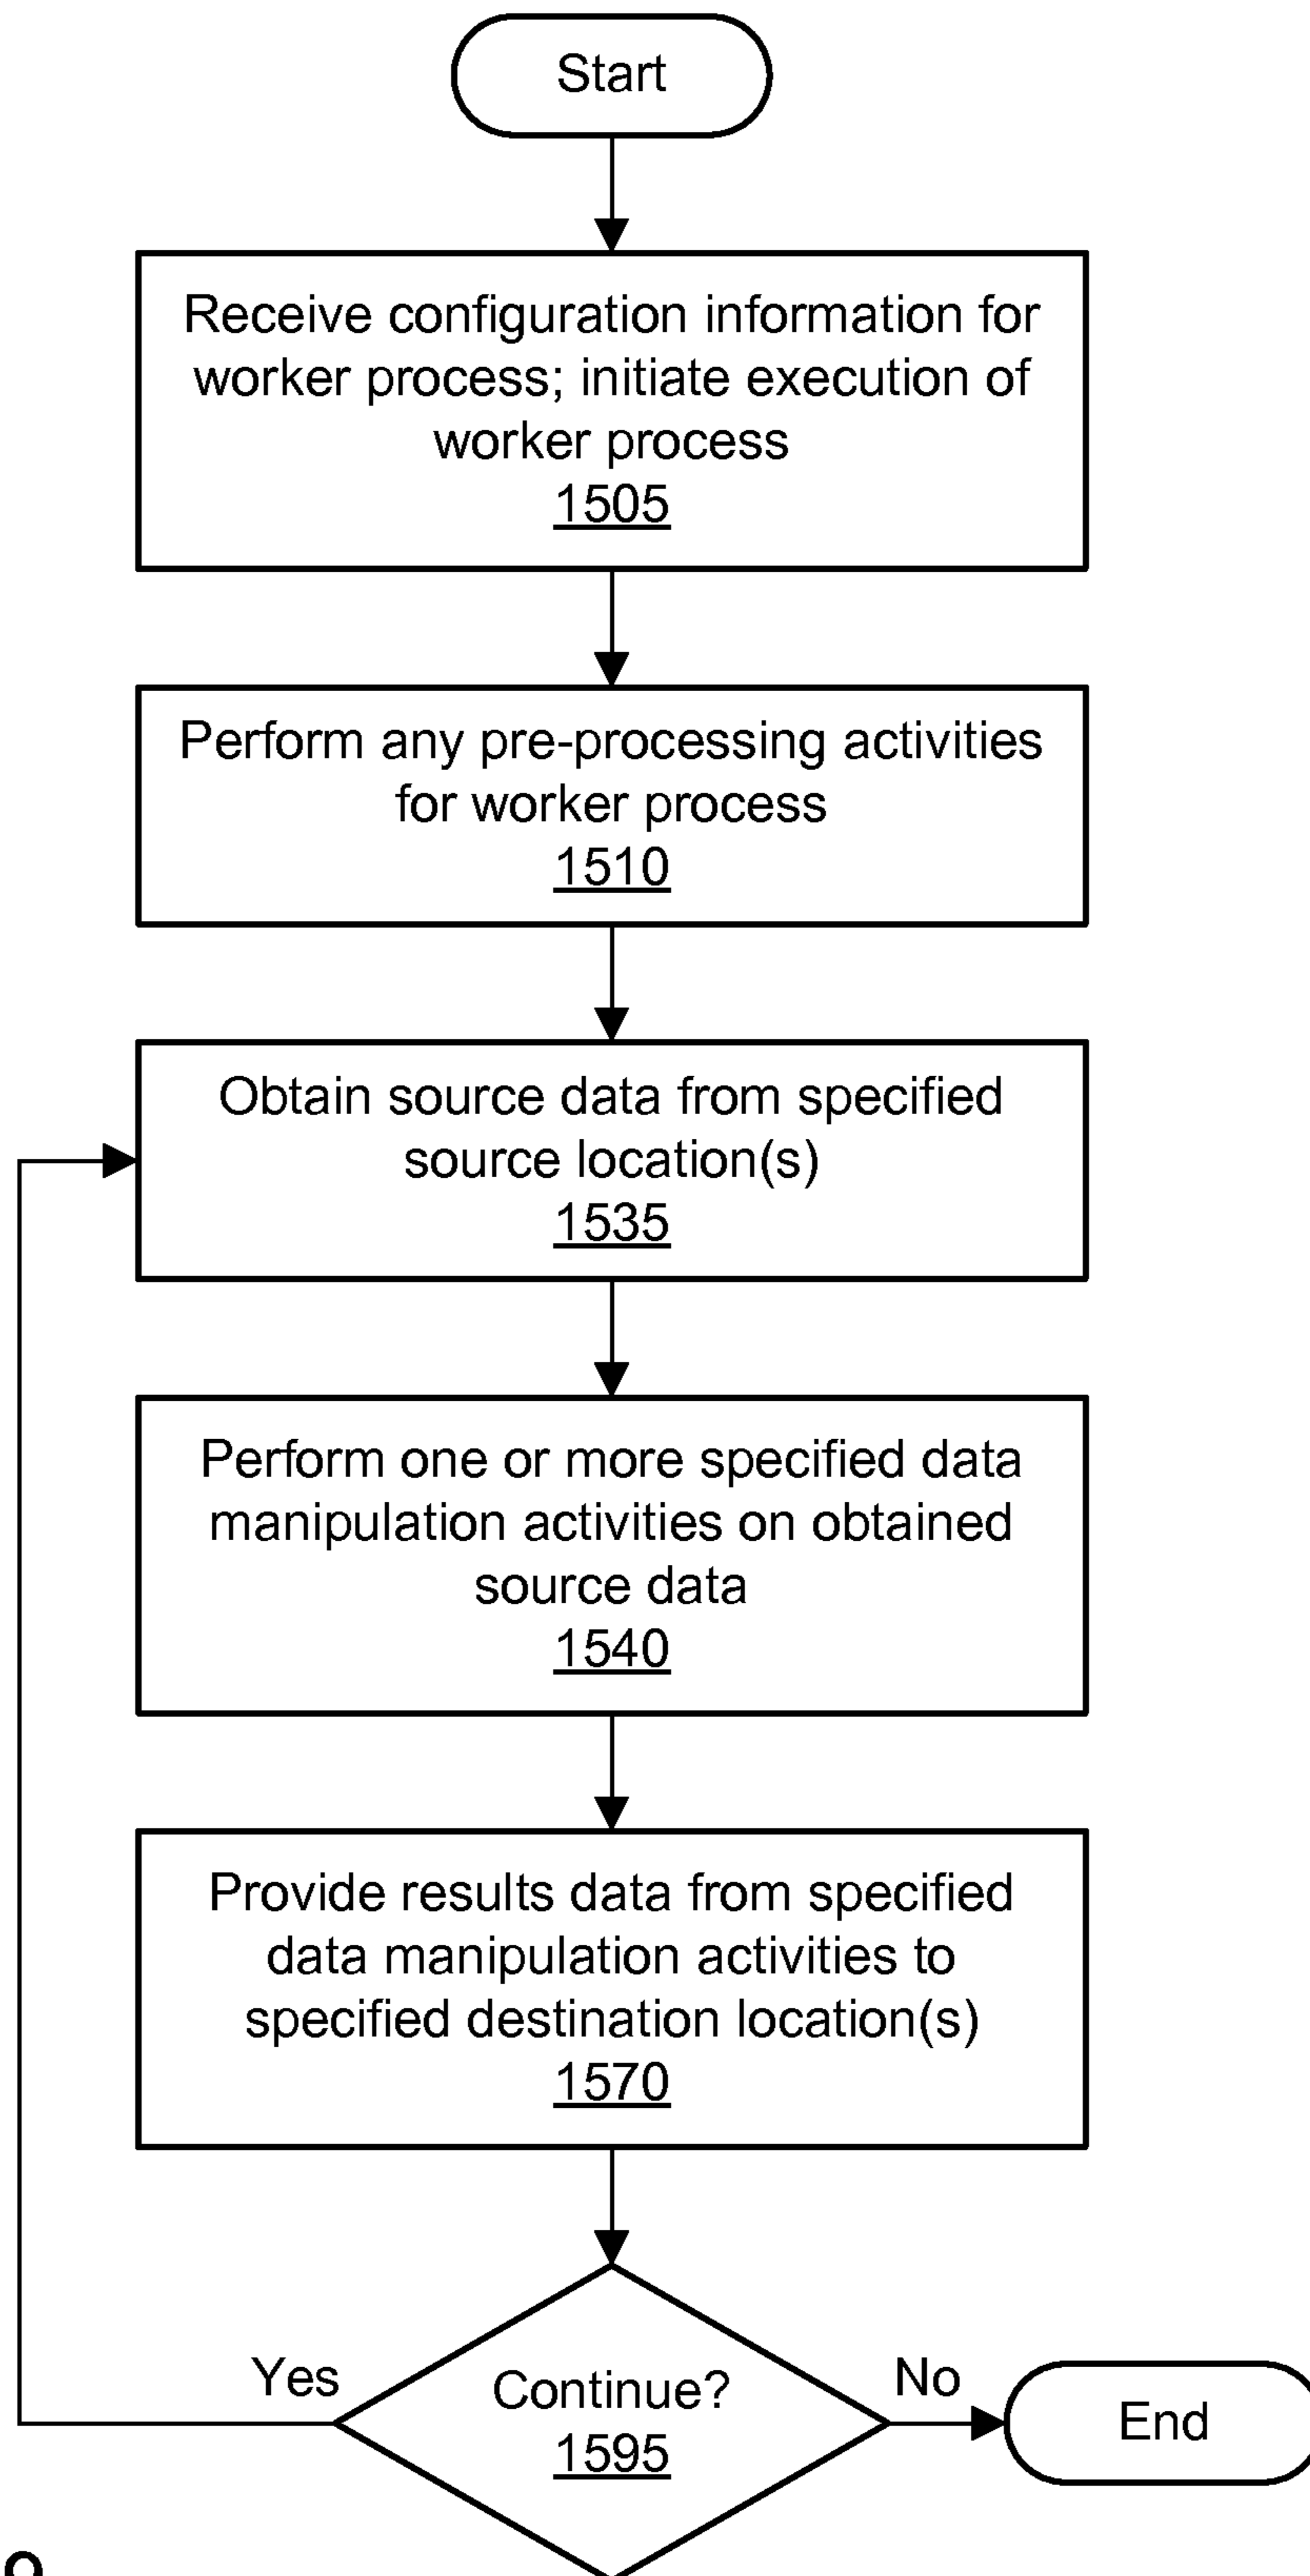 Start
Receive configuration information for
worker process; initiate execution of
worker process
1505
Perform any pre-processing activities
for worker process
1510
Obtain source data from specified
source location(s)
1535
Perform one or more specified data
manipulation activities on obtained
source data
1540
Provide results data from specified
data manipulation activities to
specified destination location(s)
1570
Yes
Continue?
1595
No
End